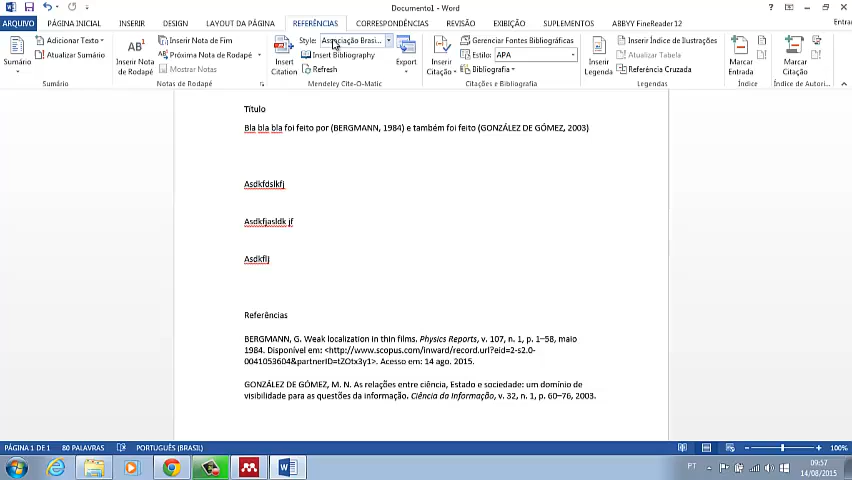 Documento1 - Word
ARQUIVO PÁGINA INICIAL INSERIR DESIGN LAYOUT DA PÁGINA REFERÊNCIAS CORRESPONDÊNCIAS REVISÃO EXIBIÇÃO SUPLEMENTOS ABBYY FineReader 12
Sumário
Adicionar Texto
Atualizar Sumário
Sumário
AB
Inserir Nota de Rodapé
Inserir Nota de Fim
Próxima Nota de Rodapé
Mostrar Notas
Notas de Rodapé
Insert Citation
Style: Associação Brasi...
Insert Bibliography
Refresh
Export
Mendeley Cite-O-Matic
Inserir Citação
Gerenciar Fontes Bibliográficas
Estilo: APA
Bibliografia
Citações e Bibliografia
Inserir Legenda
Inserir Índice de Ilustrações
Atualizar Tabela
Referência Cruzada
Legendas
Marcar Entrada
Índice
Marcar Citação
Índice de Autori...
Título
Bla bla bla foi feito por (BERGMANN, 1984) e também foi feito (GONZÁLEZ DE GÓMEZ, 2003)
Asdkfdslkfj
Asdkfjasldk jf
Asdkflj
Referências
BERGMANN, G. Weak localization in thin films. Physics Reports, v. 107, n. 1, p. 1–58, maio
1984. Disponível em: <http://www.scopus.com/inward/record.url?eid=2-s2.0-
0041053604&partnerID=tZOtx3y1>. Acesso em: 14 ago. 2015.
GONZÁLEZ DE GÓMEZ, M. N. As relações entre ciência, Estado e sociedade: um domínio de
visibilidade para as questões da informação. Ciência da Informação, v. 32, n. 1, p. 60–76, 2003.
PÁGINA 1 DE 1 80 PALAVRAS PORTUGUÊS (BRASIL) 100%
PT 09:57
14/08/2015